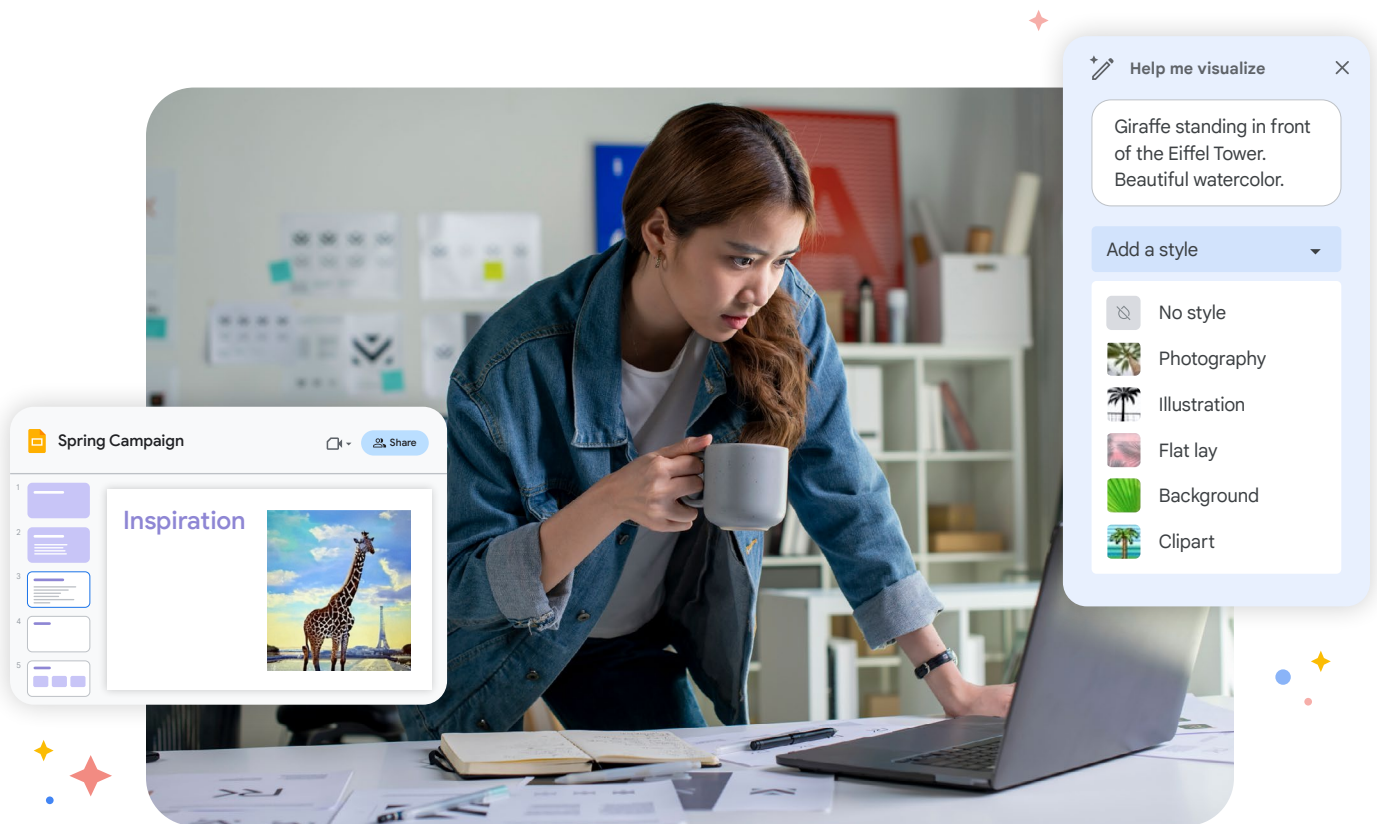 Help me visualize
Giraffe standing in front
of the Eiffel Tower.
Beautiful watercolor.
Add a style
No style
Photography
Illustration
Flat lay
Background
Clipart
A
Spring Campaign
Share
1
2
3
4
5
Inspiration